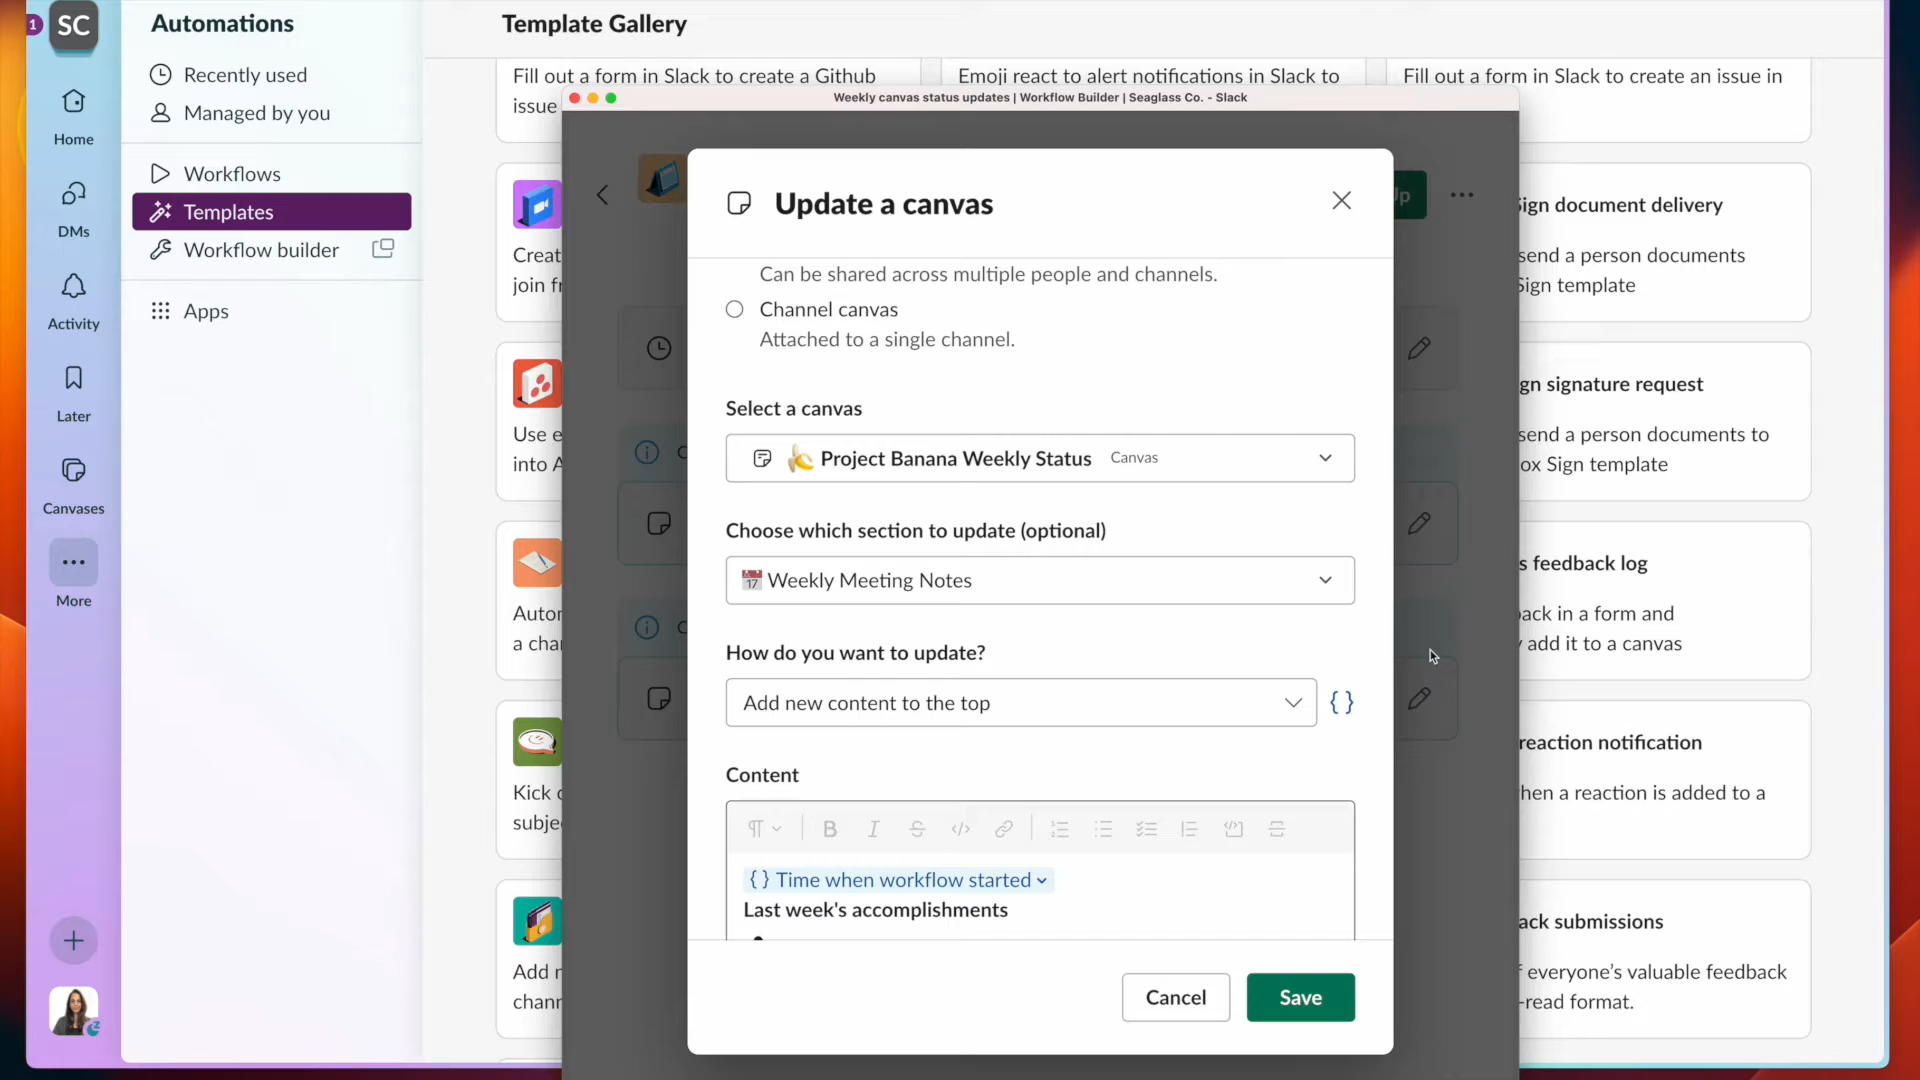 1
SC
Home
DMs
Activity
Later
Canvases
More
Automations
Recently used
Managed by you
Workflows
Templates
Workflow builder
Apps
Template Gallery
Fill out a form in Slack to create a Github
issue
Emoji react to alert notifications in Slack to
Fill out a form in Slack to create an issue in
Weekly canvas status updates | Workflow Builder | Seaglass Co. - Slack
Creat
join fr
Use e
into A
Autor
a char
Kick o
subje
Add n
chann
Update a canvas
Can be shared across multiple people and channels.
Channel canvas
Attached to a single channel.
Select a canvas
Project Banana Weekly Status Canvas
Choose which section to update (optional)
17 Weekly Meeting Notes
How do you want to update?
Add new content to the top
{ }
Content
{ } Time when workflow started
Last week's accomplishments
Cancel
Save
Up
Sign document delivery
send a person documents
Sign template
gn signature request
send a person documents to
ox Sign template
s feedback log
ack in a form and
y add it to a canvas
reaction notification
hen a reaction is added to a
ack submissions
f everyone's valuable feedback
-read format.